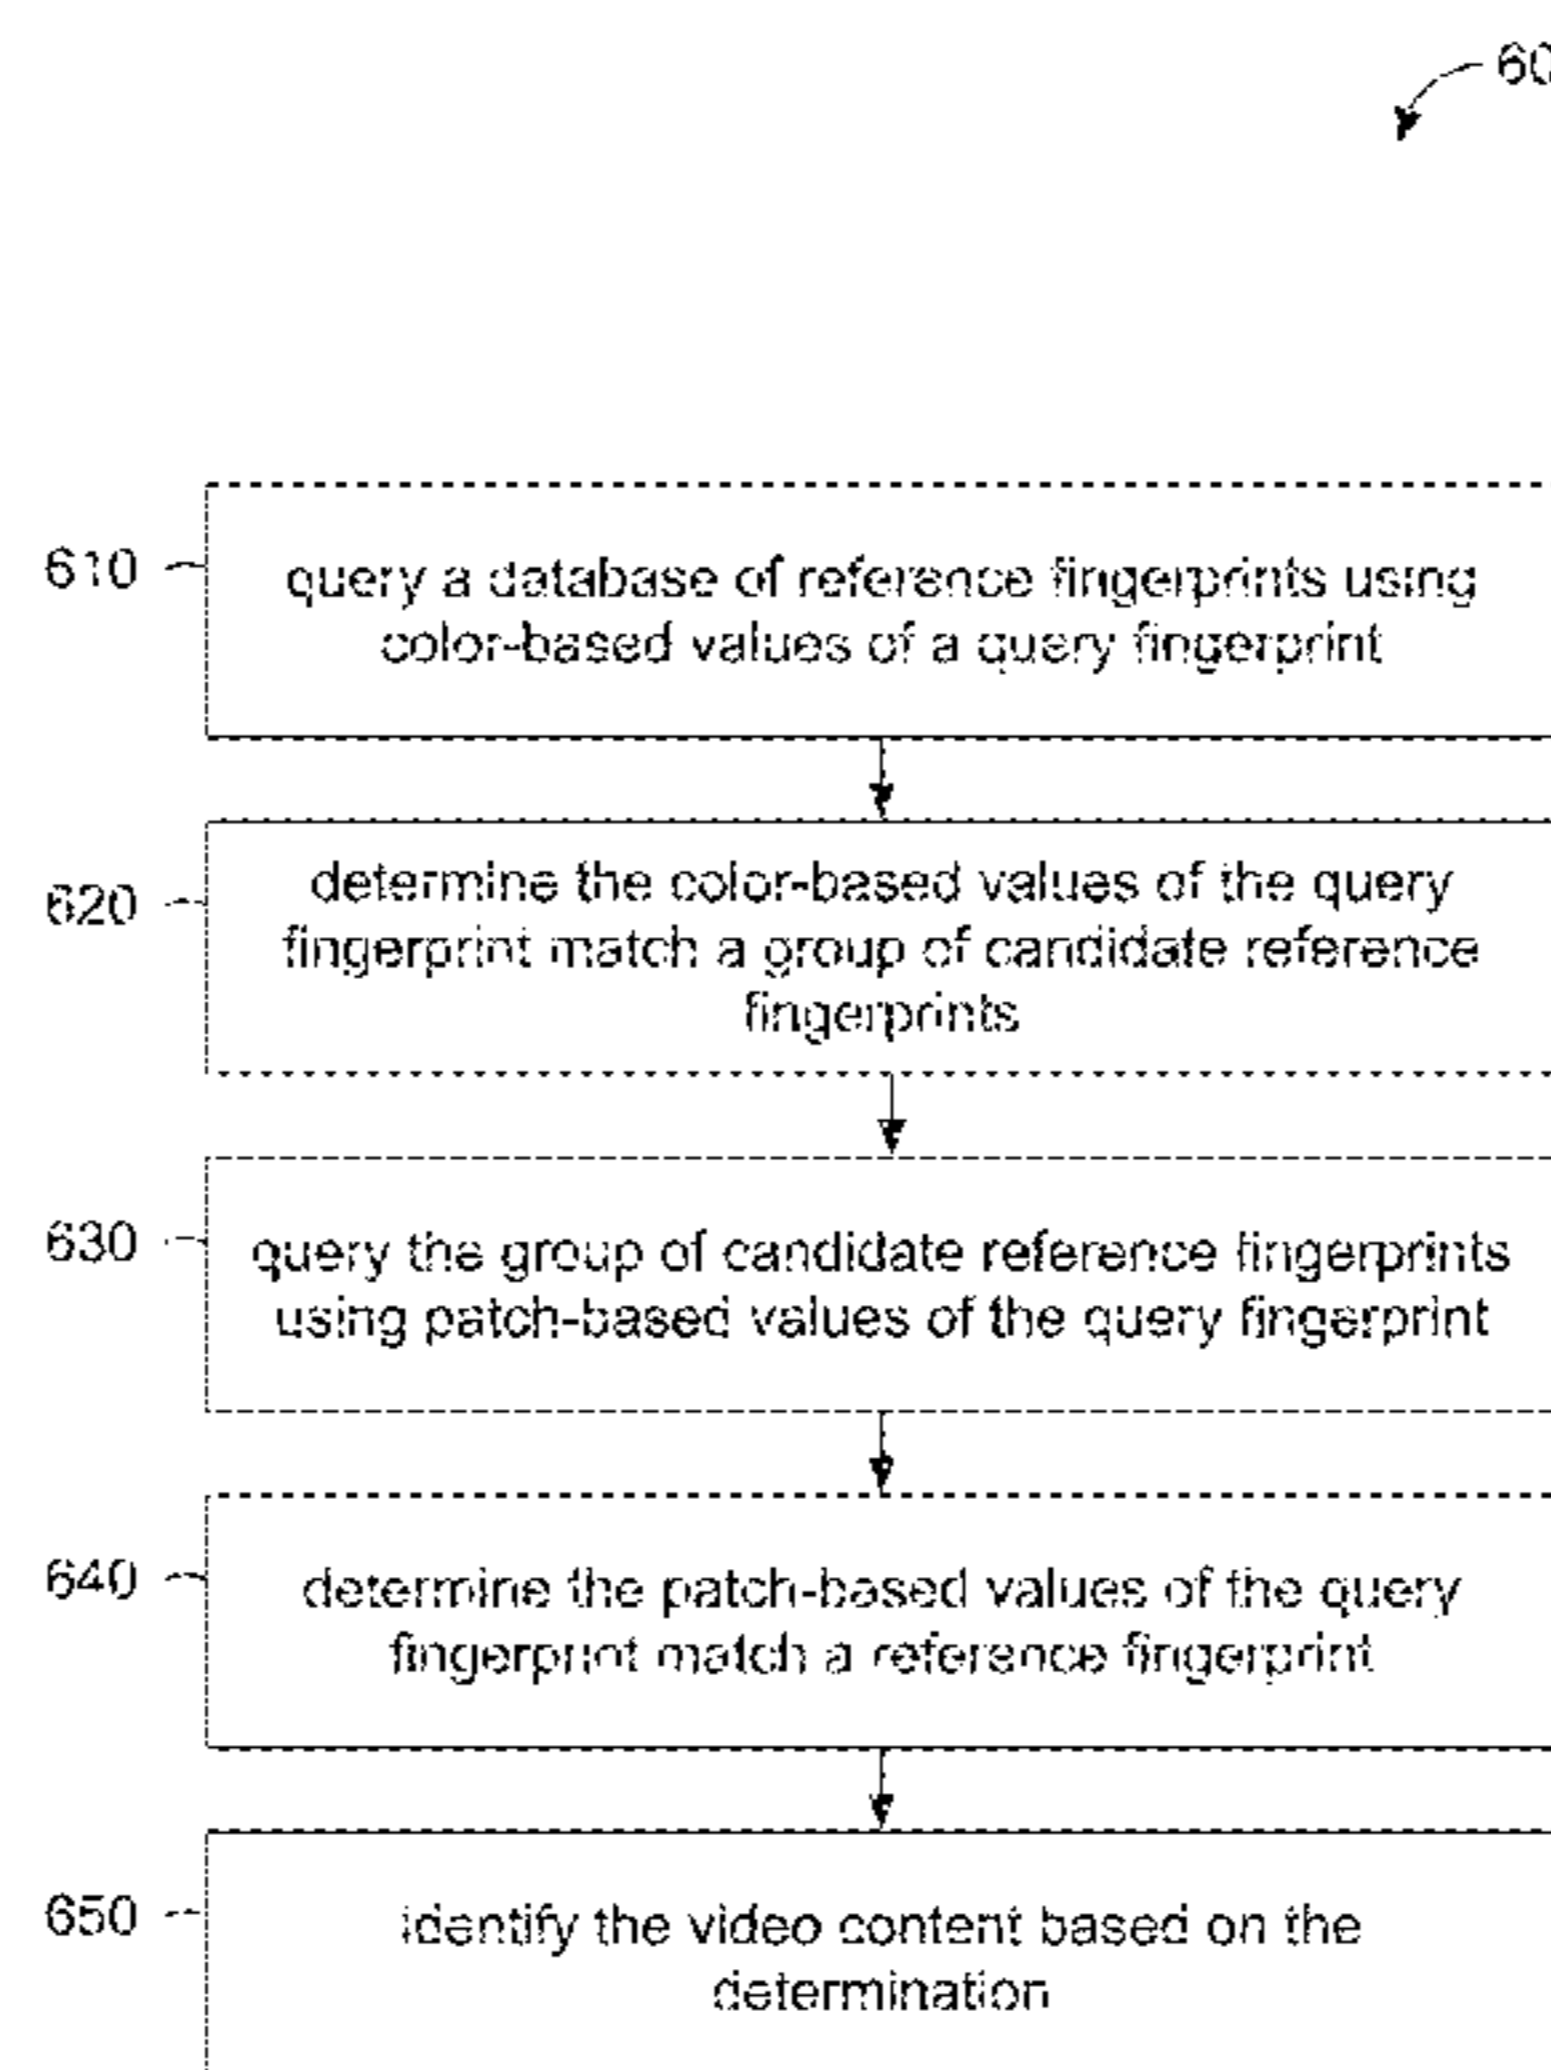 60
610
query a database of reference fingerprints using
color-based values of a query fingerprint
620
determine the color-based values of the query
fingerprint match a group of candidate reference
fingerprints
630
query the group of candidate reference fingerprints
using patch-based values of the query fingerprint
640
determine the patch-based values of the query
fingerprint match a reference fingerprint
650
identify the video content based on the
determination